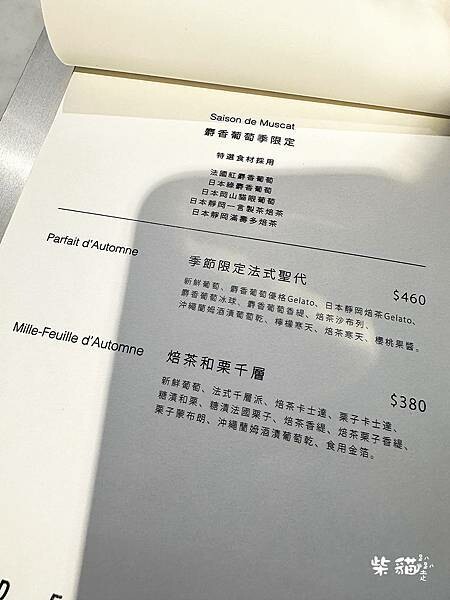 Saison de Muscat
麝香葡萄季限定
特選食材採用
法國紅麝香葡萄
日本綠麝香葡萄
日本岡山貓眼葡萄
日本靜岡一言製茶焙茶
日本靜岡滿壽多焙茶
Parfait d'Automne
季節限定法式聖代
$460
新鮮葡萄、麝香葡萄優格Gelato、日本靜岡焙茶Gelato、
麝香葡萄冰球、麝香葡萄香緹、焙茶沙布列、
沖繩蘭姆酒漬葡萄乾、檸檬寒天、焙茶寒天、櫻桃果醬。
Mille-Feuille d'Automne
焙茶和栗千層
$380
新鮮葡萄、法式千層派、焙茶卡士達、栗子卡士達、
糖漬和栗、糖漬法國栗子、焙茶香緹、焙茶栗子香緹、
栗子蒙布朗、沖繩蘭姆酒漬葡萄乾、食用金箔。
柴貓趴趴走